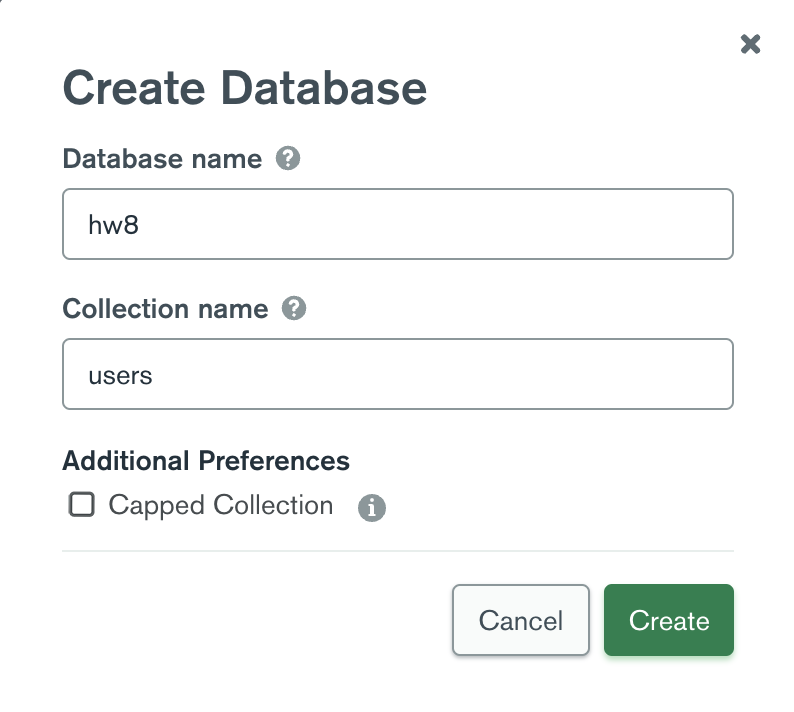 Create Database
Database name
hw8
Collection name
users
Additional Preferences
Capped Collection
Cancel
Create